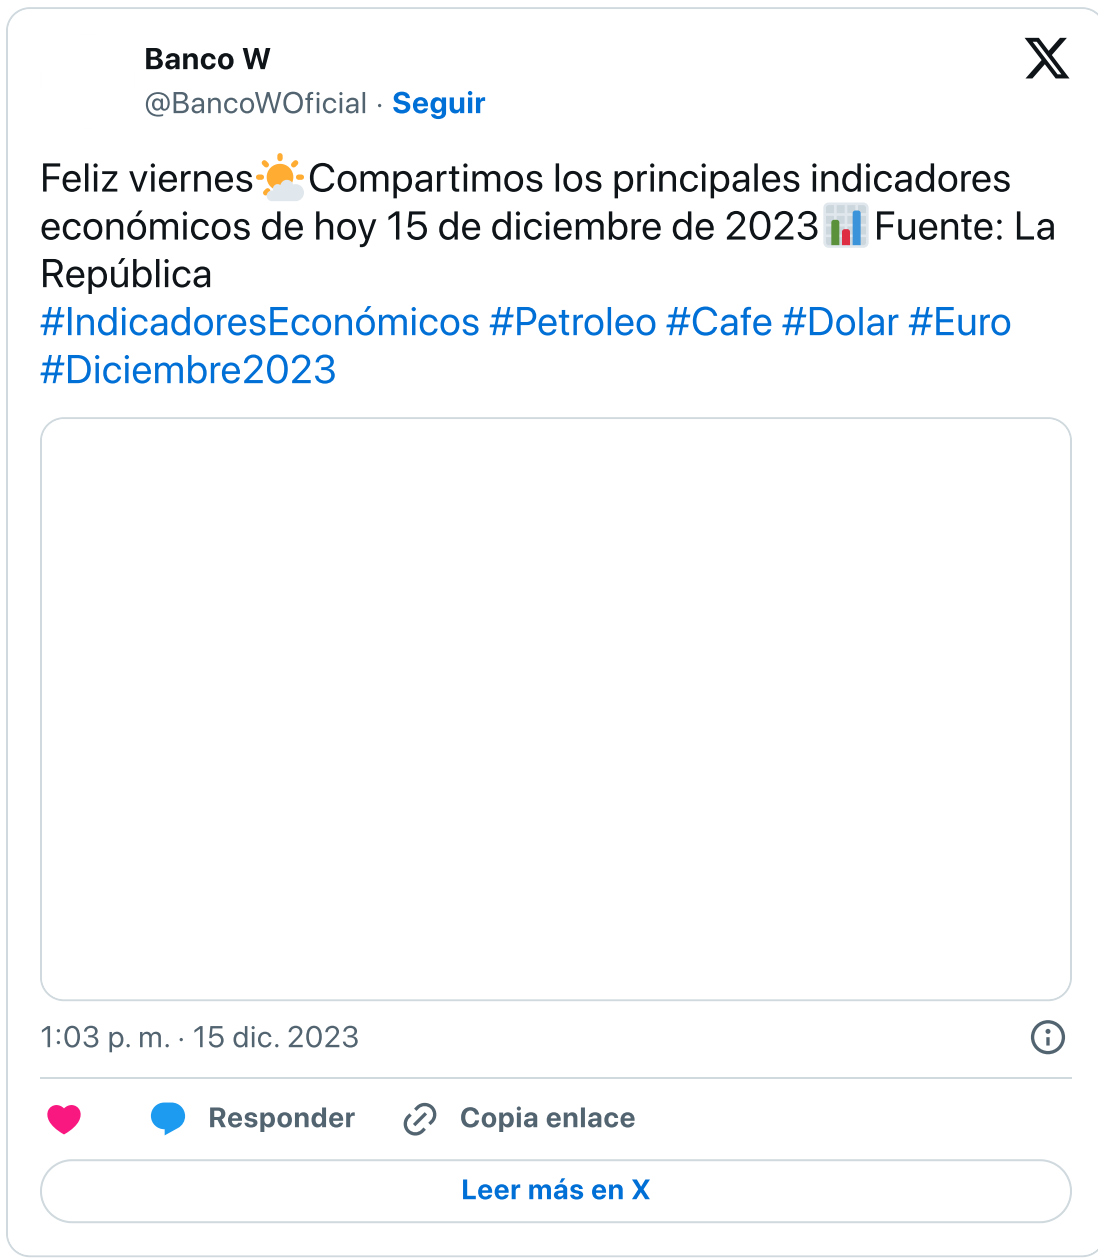 Banco W
@BancoWOficial · Seguir
Feliz viernes🌤Compartimos los principales indicadores
económicos de hoy 15 de diciembre de 2023📊Fuente: La
República
#IndicadoresEconómicos #Petroleo #Cafe #Dolar #Euro
#Diciembre2023
1:03 p. m. · 15 dic. 2023
Responder
Copia enlace
Leer más en X